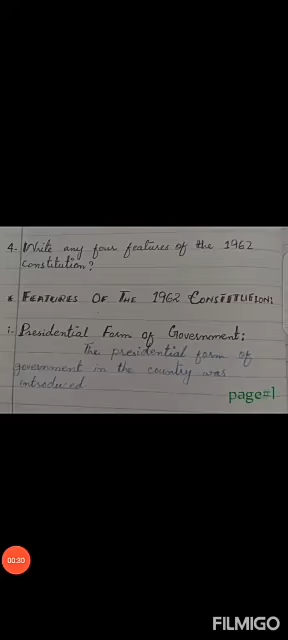 4. Write any four features of the 1962
constitution?
* FEATURES OF THE 1962 CONSTITUTION:
i. Presidential Form of Government:
The presidential form of
government in the country was
introduced
page#1
00:30
FILMIGO